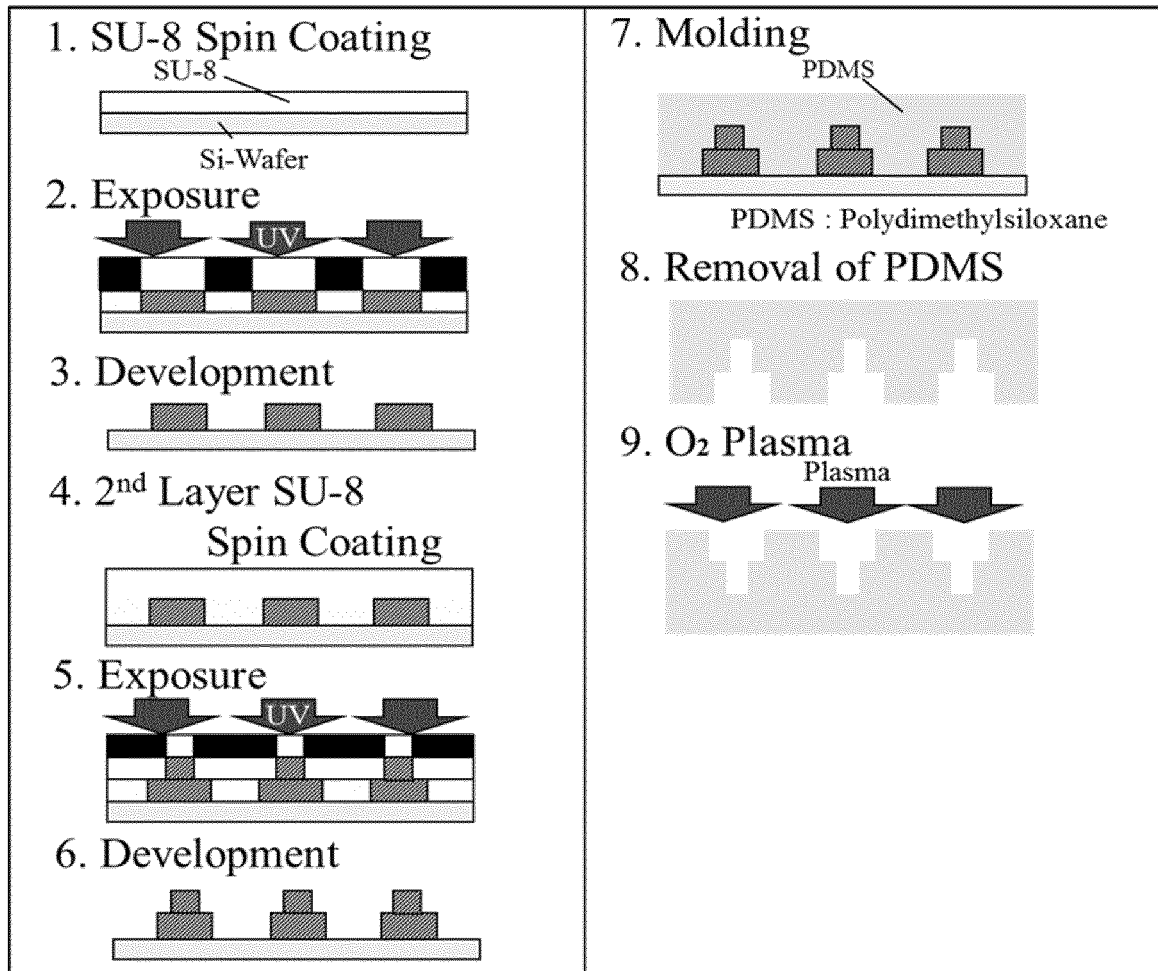 1. SU-8 Spin Coating
SU-8
Si-Wafer
2. Exposure
UV
3. Development
4. 2nd Layer SU-8
Spin Coating
5. Exposure
UV
6. Development
7. Molding
PDMS
PDMS : Polydimethylsiloxane
8. Removal of PDMS
9. O₂ Plasma
Plasma